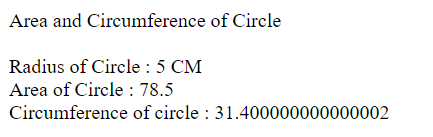 Area and Circumference of Circle
Radius of Circle : 5 CM
Area of Circle : 78.5
Circumference of circle : 31.400000000000002